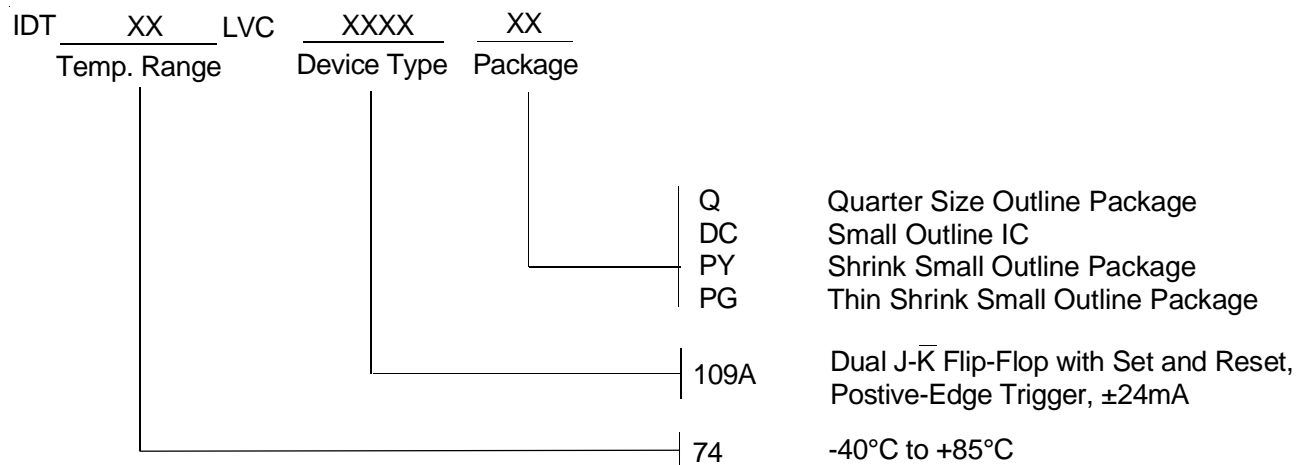 IDT XX LVC XXXX XX
Temp. Range Device Type Package
Q Quarter Size Outline Package
DC Small Outline IC
PY Shrink Small Outline Package
PG Thin Shrink Small Outline Package
109A Dual J-K̅ Flip-Flop with Set and Reset,
Postive-Edge Trigger, ±24mA
74 -40°C to +85°C